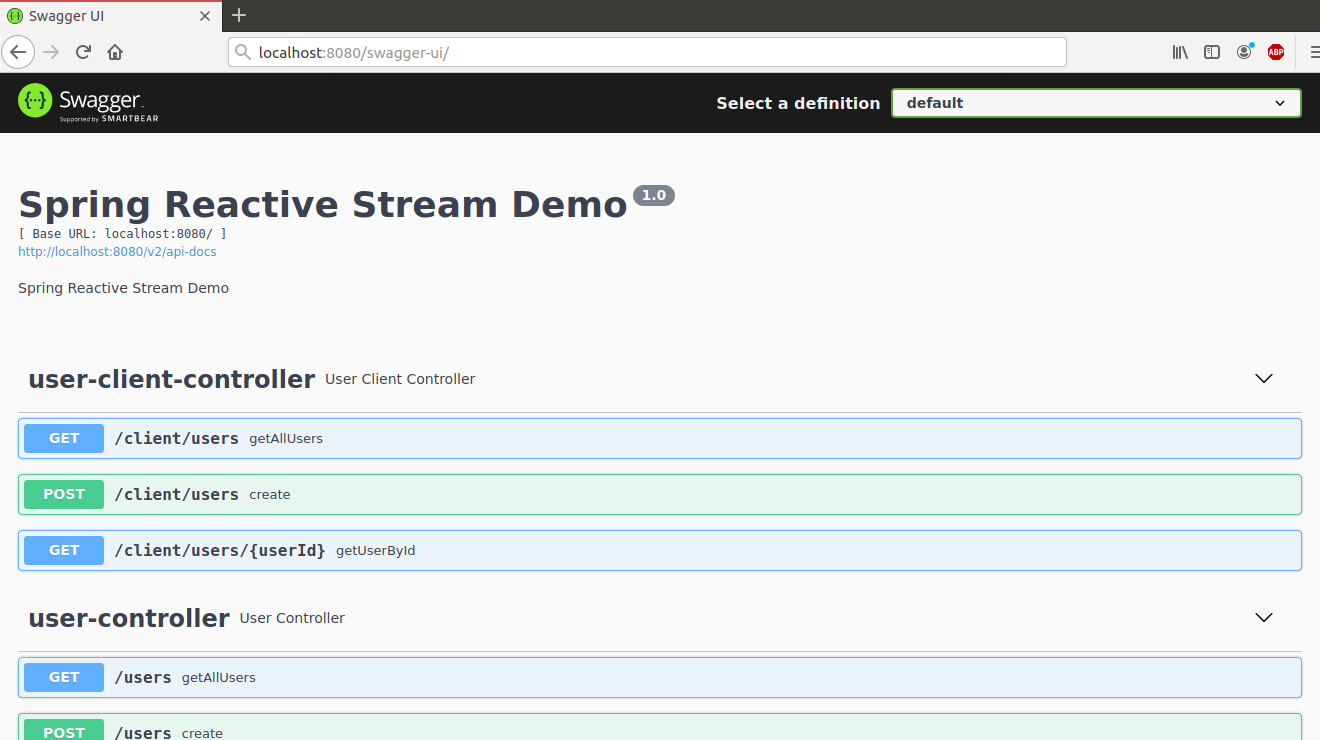 Swagger UI
localhost:8080/swagger-ui/
ABP
{...} Swagger
Supported by SMARTBEAR
Select a definition default
Spring Reactive Stream Demo 1.0
[ Base URL: localhost:8080/ ]
http://localhost:8080/v2/api-docs
Spring Reactive Stream Demo
user-client-controller User Client Controller
GET /client/users getAllUsers
POST /client/users create
GET /client/users/{userId} getUserById
user-controller User Controller
GET /users getAllUsers
POST /users create